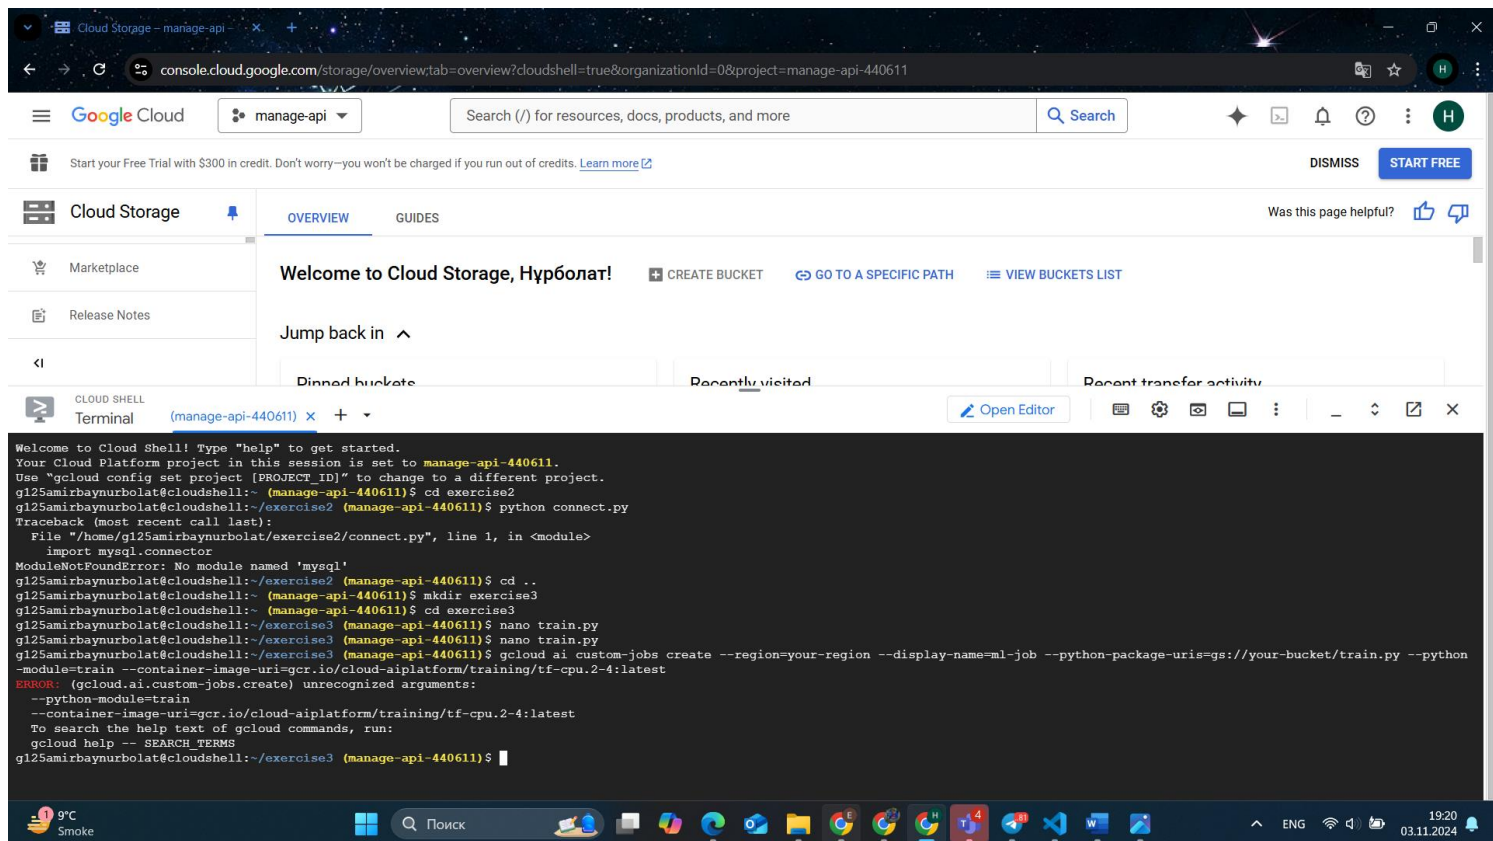 Cloud Storage – manage-api –
console.cloud.google.com/storage/overview;tab=overview?cloudshell=true&organizationId=0&project=manage-api-440611
H
Google Cloud
manage-api
Search (/) for resources, docs, products, and more
Search
H
Start your Free Trial with $300 in credit. Don't worry—you won't be charged if you run out of credits. Learn more
DISMISS
START FREE
Cloud Storage
OVERVIEW
GUIDES
Was this page helpful?
Marketplace
Release Notes
Welcome to Cloud Storage, Нұрболат!
CREATE BUCKET
GO TO A SPECIFIC PATH
VIEW BUCKETS LIST
Jump back in
Pinned buckets
Recently visited
Recent transfer activity
CLOUD SHELL
Terminal
(manage-api-440611)
Open Editor
Welcome to Cloud Shell! Type "help" to get started.
Your Cloud Platform project in this session is set to manage-api-440611.
Use “gcloud config set project [PROJECT_ID]” to change to a different project.
g125amirbaynurbolat@cloudshell:~ (manage-api-440611)$ cd exercise2
g125amirbaynurbolat@cloudshell:~/exercise2 (manage-api-440611)$ python connect.py
Traceback (most recent call last):
File "/home/g125amirbaynurbolat/exercise2/connect.py", line 1, in <module>
import mysql.connector
ModuleNotFoundError: No module named 'mysql'
g125amirbaynurbolat@cloudshell:~/exercise2 (manage-api-440611)$ cd ..
g125amirbaynurbolat@cloudshell:~ (manage-api-440611)$ mkdir exercise3
g125amirbaynurbolat@cloudshell:~ (manage-api-440611)$ cd exercise3
g125amirbaynurbolat@cloudshell:~/exercise3 (manage-api-440611)$ nano train.py
g125amirbaynurbolat@cloudshell:~/exercise3 (manage-api-440611)$ nano train.py
g125amirbaynurbolat@cloudshell:~/exercise3 (manage-api-440611)$ gcloud ai custom-jobs create --region=your-region --display-name=ml-job --python-package-uris=gs://your-bucket/train.py --python
-module=train --container-image-uri=gcr.io/cloud-aiplatform/training/tf-cpu.2-4:latest
ERROR: (gcloud.ai.custom-jobs.create) unrecognized arguments:
--python-module=train
--container-image-uri=gcr.io/cloud-aiplatform/training/tf-cpu.2-4:latest
To search the help text of gcloud commands, run:
gcloud help -- SEARCH_TERMS
g125amirbaynurbolat@cloudshell:~/exercise3 (manage-api-440611)$
1
9°C
Smoke
Поиск
4
81
ENG
19:20
03.11.2024